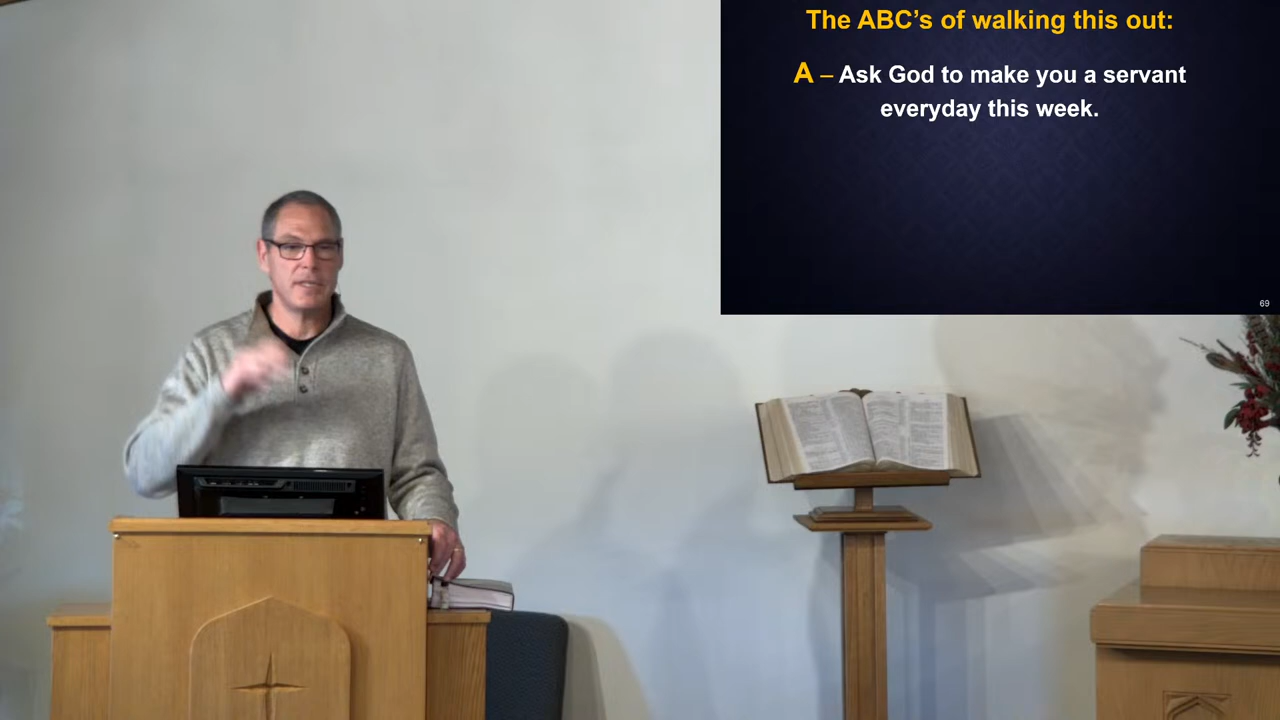 The ABC’s of walking this out:
A – Ask God to make you a servant
everyday this week.
69